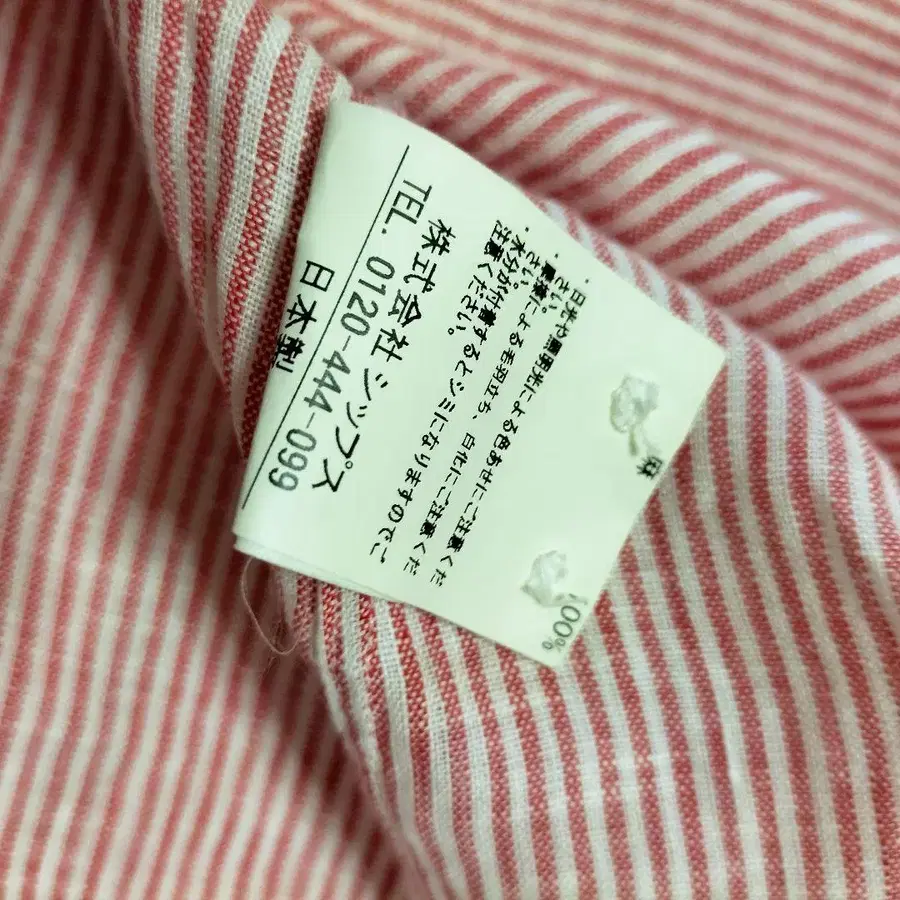 麻 100%
・日光や照明光による色あせにご注意くだ
さい。
・摩擦による毛羽立ち、白化にご注意くだ
さい。
・水分が付着するとシミになりますのでご
注意ください。
株式会社シップス
TEL. 0120-444-099
日本製